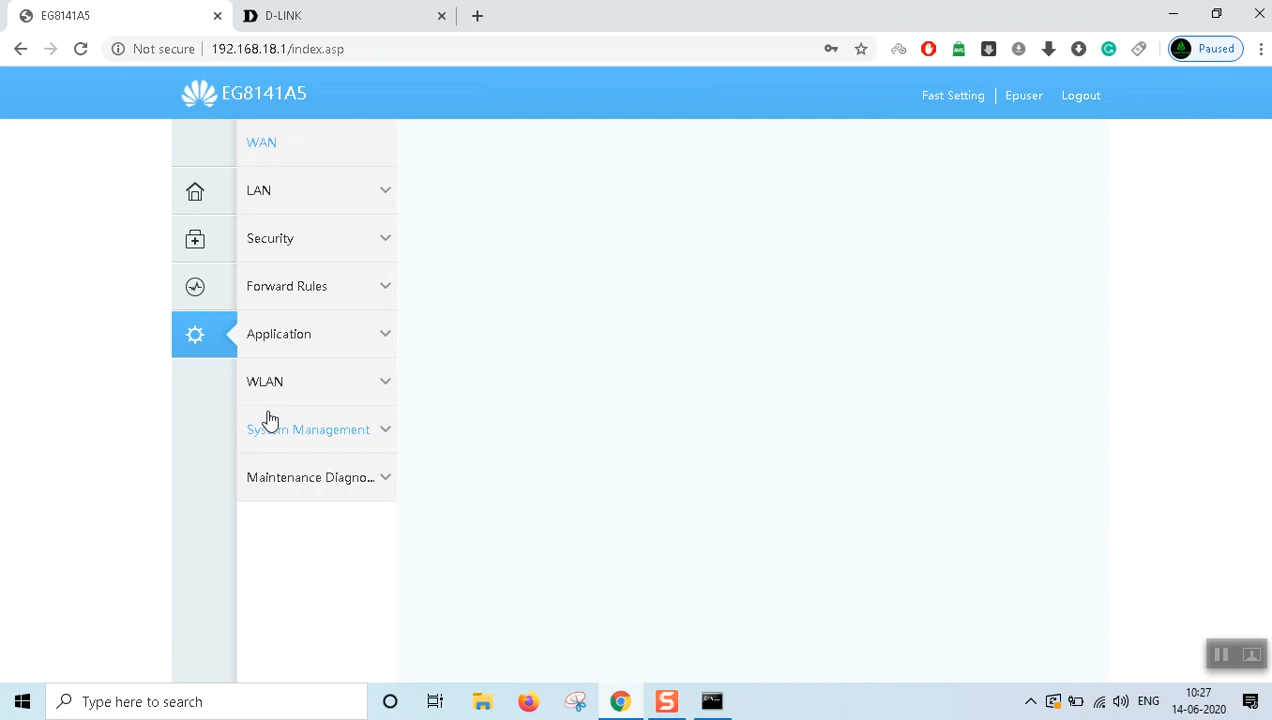 EG8141A5
D-LINK
Not secure
192.168.18.1/index.asp
Paused
EG8141A5
Fast Setting
Epuser
Logout
WAN
LAN
Security
Forward Rules
Application
WLAN
System Management
Maintenance Diagno...
Type here to search
ENG
10:27
14-06-2020